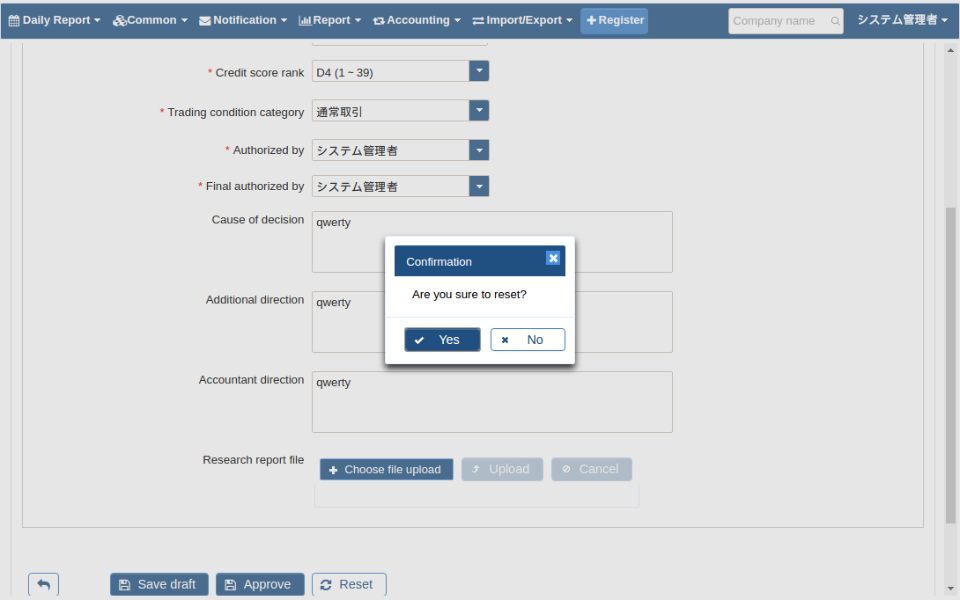 Daily Report Common Notification Report Accounting Import/Export Register Company name システム管理者
* Credit score rank D4 (1 ~ 39)
* Trading condition category 通常取引
* Authorized by システム管理者
* Final authorized by システム管理者
Cause of decision qwerty
Confirmation
Are you sure to reset?
Yes No
Additional direction qwerty
Accountant direction qwerty
Research report file Choose file upload Upload Cancel
Save draft Approve Reset